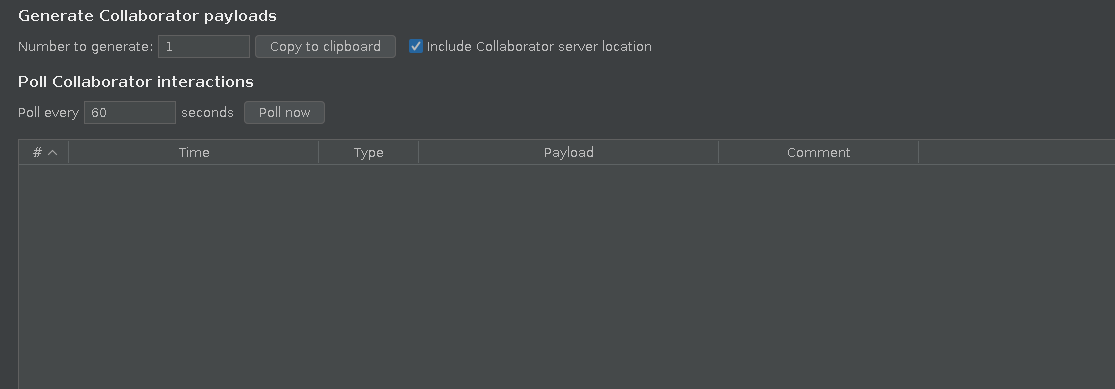 Generate Collaborator payloads
Number to generate: 1 Copy to clipboard Include Collaborator server location
Poll Collaborator interactions
Poll every 60 seconds Poll now
# Time Type Payload Comment